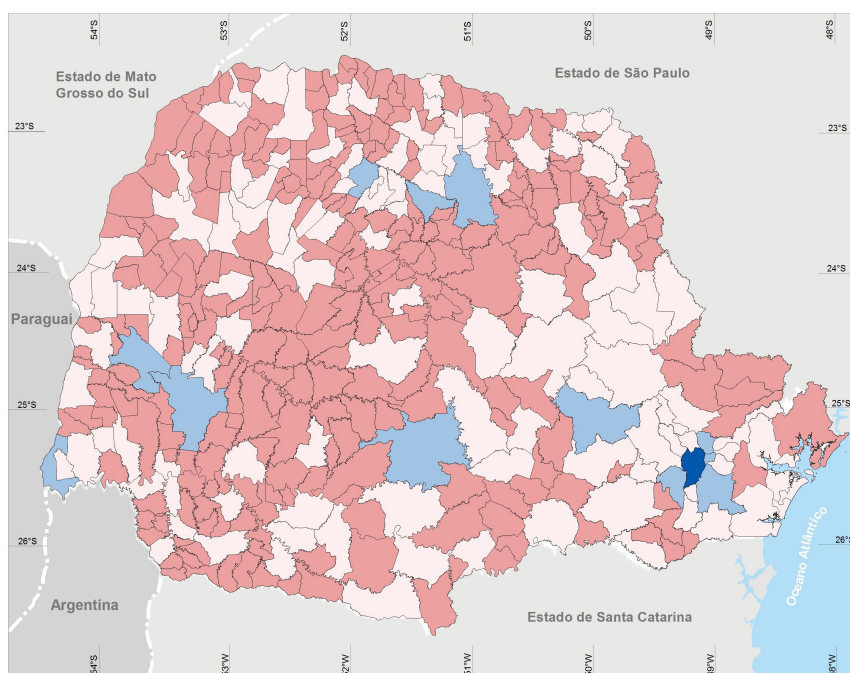 54°S
53°S
52°S
51°S
50°S
49°S
48°S
Estado de Mato
Grosso do Sul
Estado de São Paulo
23°S
23°S
24°S
24°S
Paraguai
25°S
25°S
26°S
26°S
Oceano Atlântico
Argentina
Estado de Santa Catarina
54°S
53°W
52°W
51°W
50°W
49°W
48°W